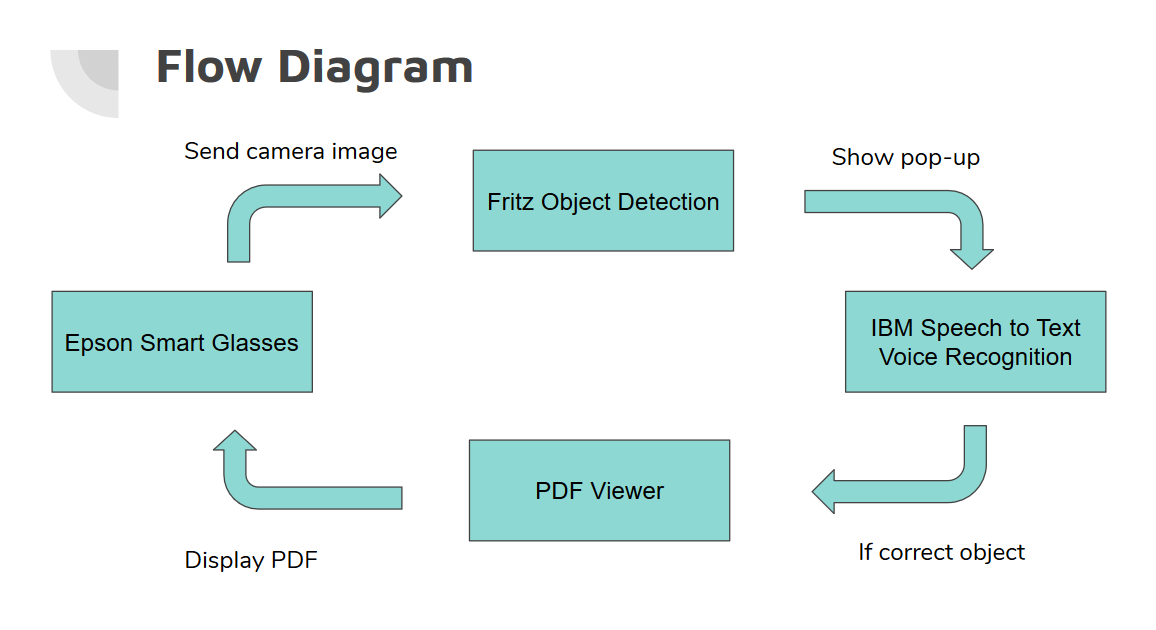 Flow Diagram
Send camera image
Show pop-up
Fritz Object Detection
Epson Smart Glasses
IBM Speech to Text
Voice Recognition
PDF Viewer
Display PDF
If correct object